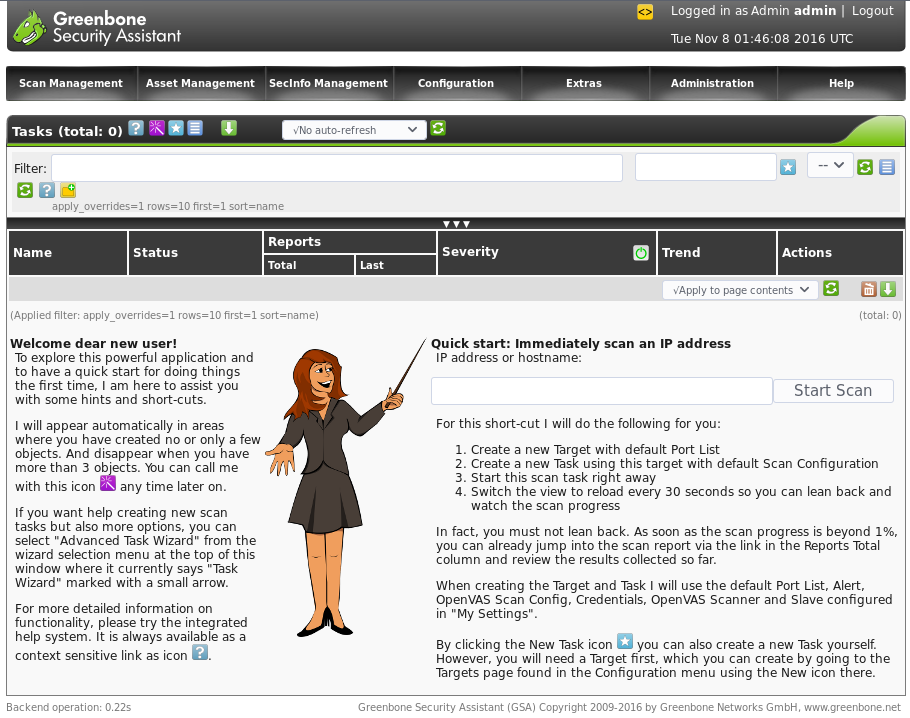 Greenbone
Security Assistant
<> Logged in as Admin admin | Logout
Tue Nov 8 01:46:08 2016 UTC
Scan Management Asset Management SecInfo Management Configuration Extras Administration Help
Tasks (total: 0) ? √No auto-refresh
Filter: --
?
apply_overrides=1 rows=10 first=1 sort=name
▼▼▼
Name Status Reports Severity Trend Actions
Total Last
√Apply to page contents
(Applied filter: apply_overrides=1 rows=10 first=1 sort=name) (total: 0)
Welcome dear new user!
To explore this powerful application and
to have a quick start for doing things
the first time, I am here to assist you
with some hints and short-cuts.
I will appear automatically in areas
where you have created no or only a few
objects. And disappear when you have
more than 3 objects. You can call me
with this icon any time later on.
If you want help creating new scan
tasks but also more options, you can
select "Advanced Task Wizard" from the
wizard selection menu at the top of this
window where it currently says "Task
Wizard" marked with a small arrow.
For more detailed information on
functionality, please try the integrated
help system. It is always available as a
context sensitive link as icon ?.
Quick start: Immediately scan an IP address
IP address or hostname:
Start Scan
For this short-cut I will do the following for you:
1. Create a new Target with default Port List
2. Create a new Task using this target with default Scan Configuration
3. Start this scan task right away
4. Switch the view to reload every 30 seconds so you can lean back and
watch the scan progress
In fact, you must not lean back. As soon as the scan progress is beyond 1%,
you can already jump into the scan report via the link in the Reports Total
column and review the results collected so far.
When creating the Target and Task I will use the default Port List, Alert,
OpenVAS Scan Config, Credentials, OpenVAS Scanner and Slave configured
in "My Settings".
By clicking the New Task icon you can also create a new Task yourself.
However, you will need a Target first, which you can create by going to the
Targets page found in the Configuration menu using the New icon there.
Backend operation: 0.22s Greenbone Security Assistant (GSA) Copyright 2009-2016 by Greenbone Networks GmbH, www.greenbone.net